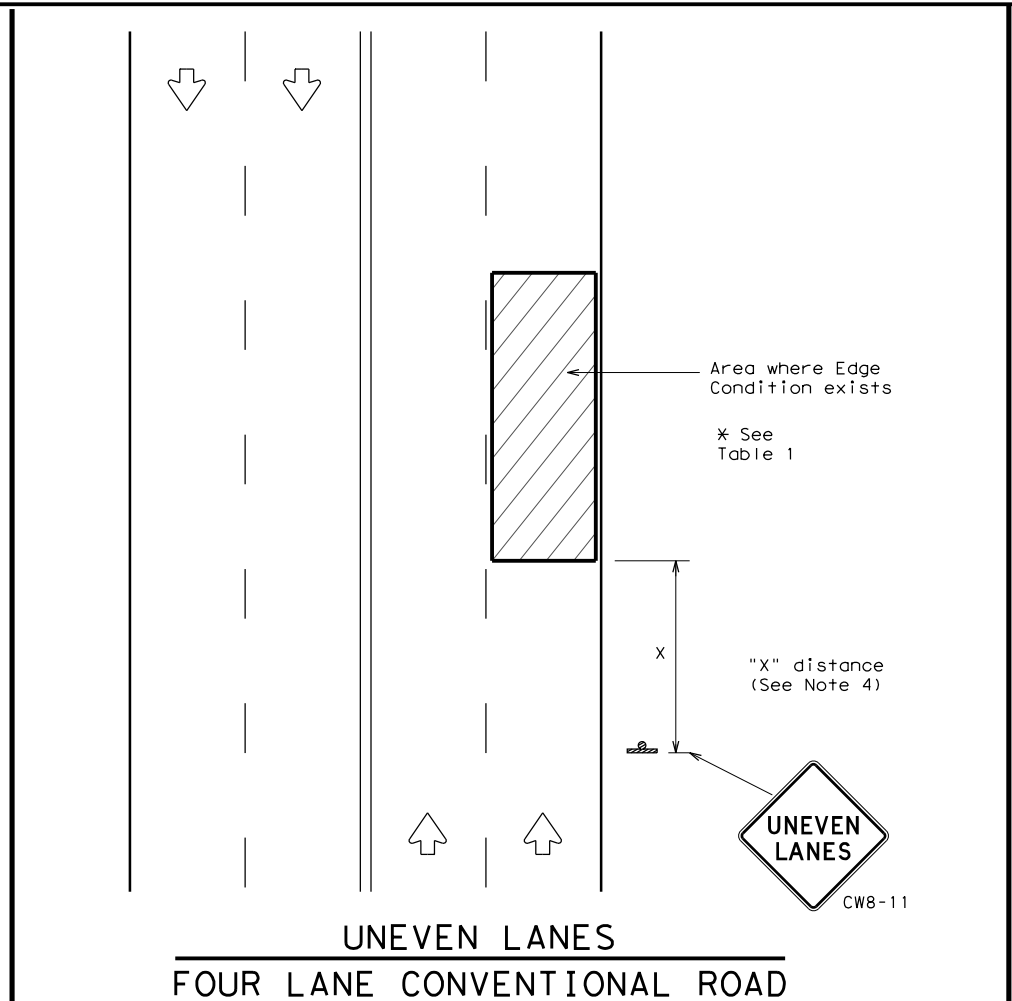 Area where Edge
Condition exists
* See
Table 1
X
"X" distance
(See Note 4)
UNEVEN
LANES
CW8-11
UNEVEN LANES
FOUR LANE CONVENTIONAL ROAD